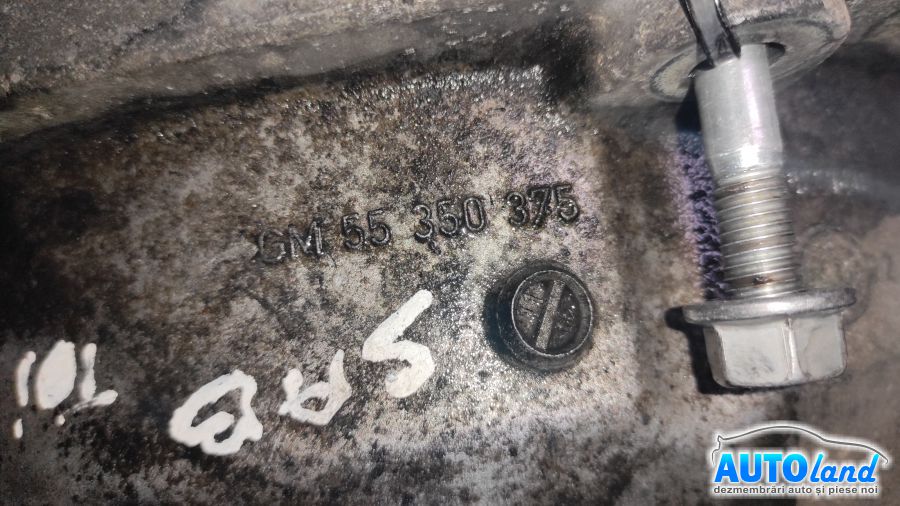 GM 55 350 375
AUTOland
dezmembrări auto și piese noi